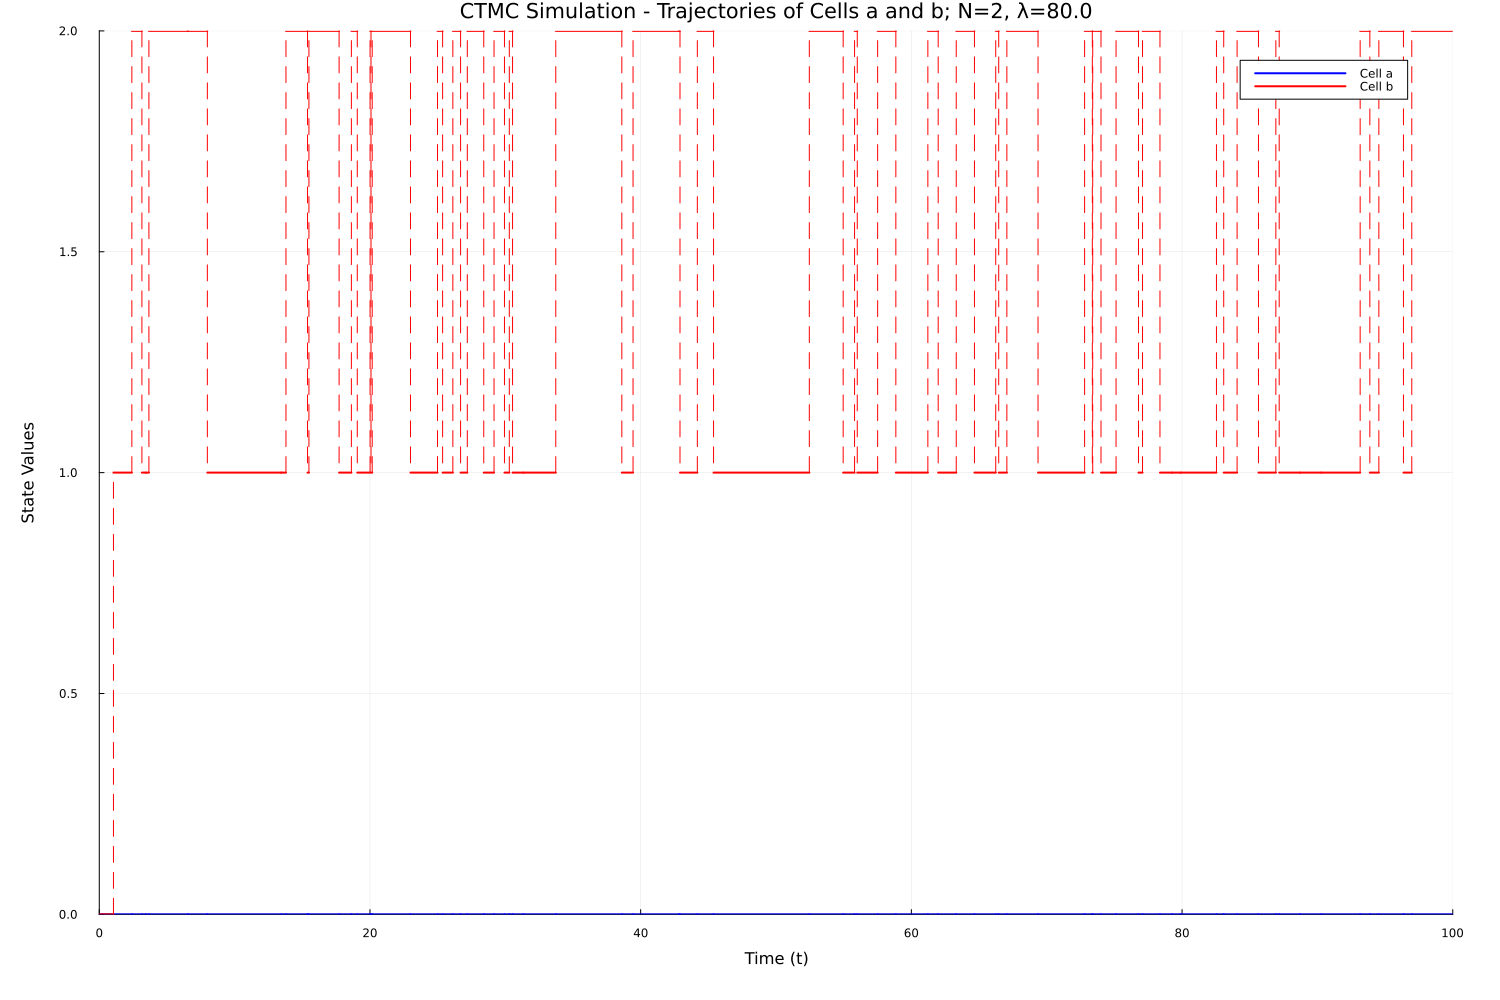 CTMC Simulation - Trajectories of Cells a and b; N=2, λ=80.0
2.0
Cell a
Cell b
1.5
1.0
State Values
0.5
0.0
0 20 40 60 80 100
Time (t)